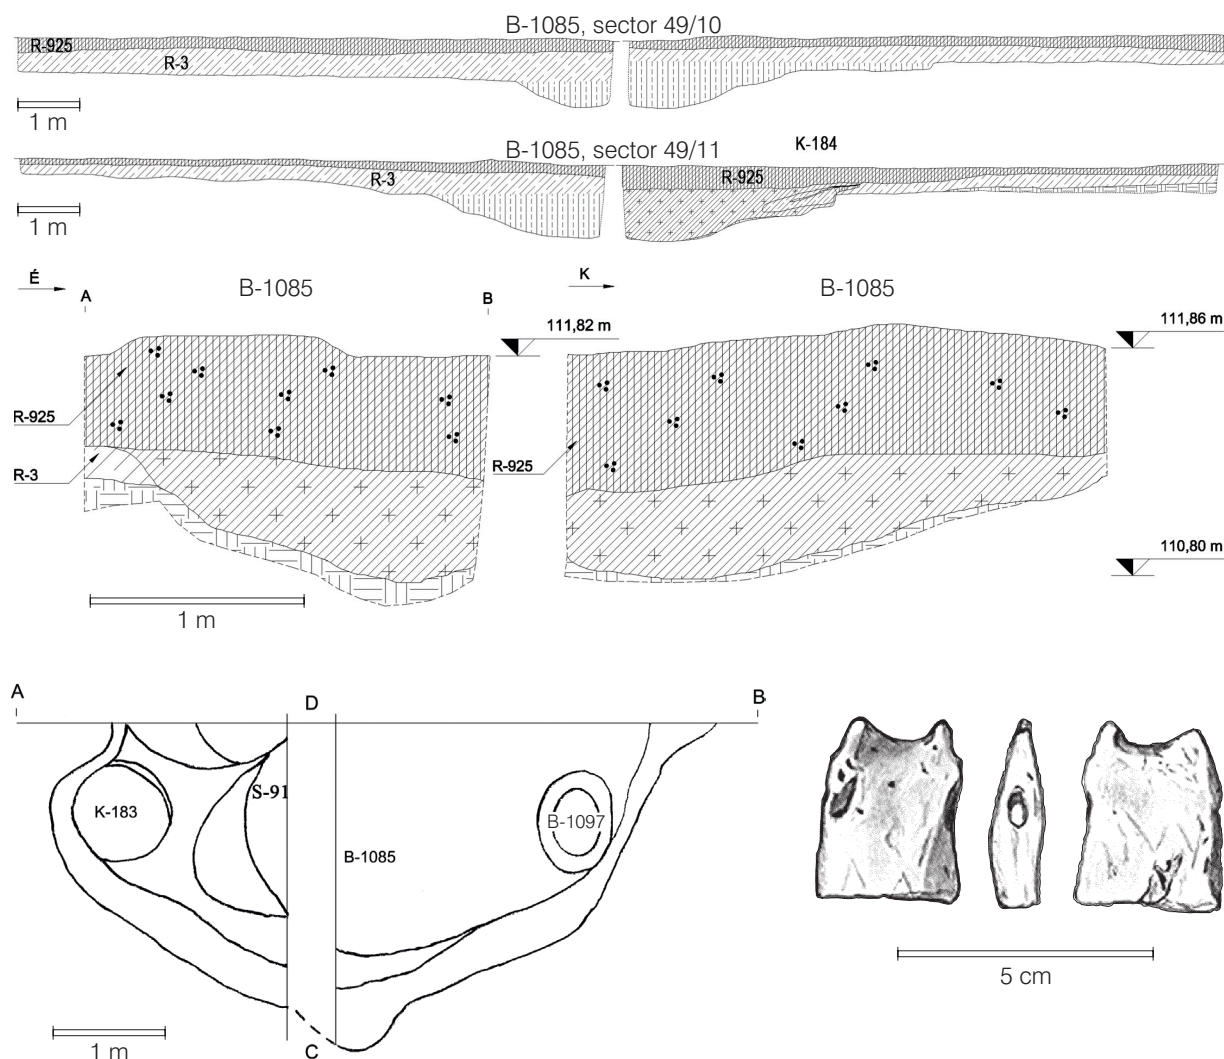 B-1085, sector 49/10
R-925
R-3
1 m
K-184
B-1085, sector 49/11
R-925
R-3
1 m
É
K
B-1085
B-1085
A
B
111,82 m
111,86 m
R-925
R-3
R-925
110,80 m
1 m
A
D
B
S-91
K-183
B-1097
B-1085
5 cm
1 m
C